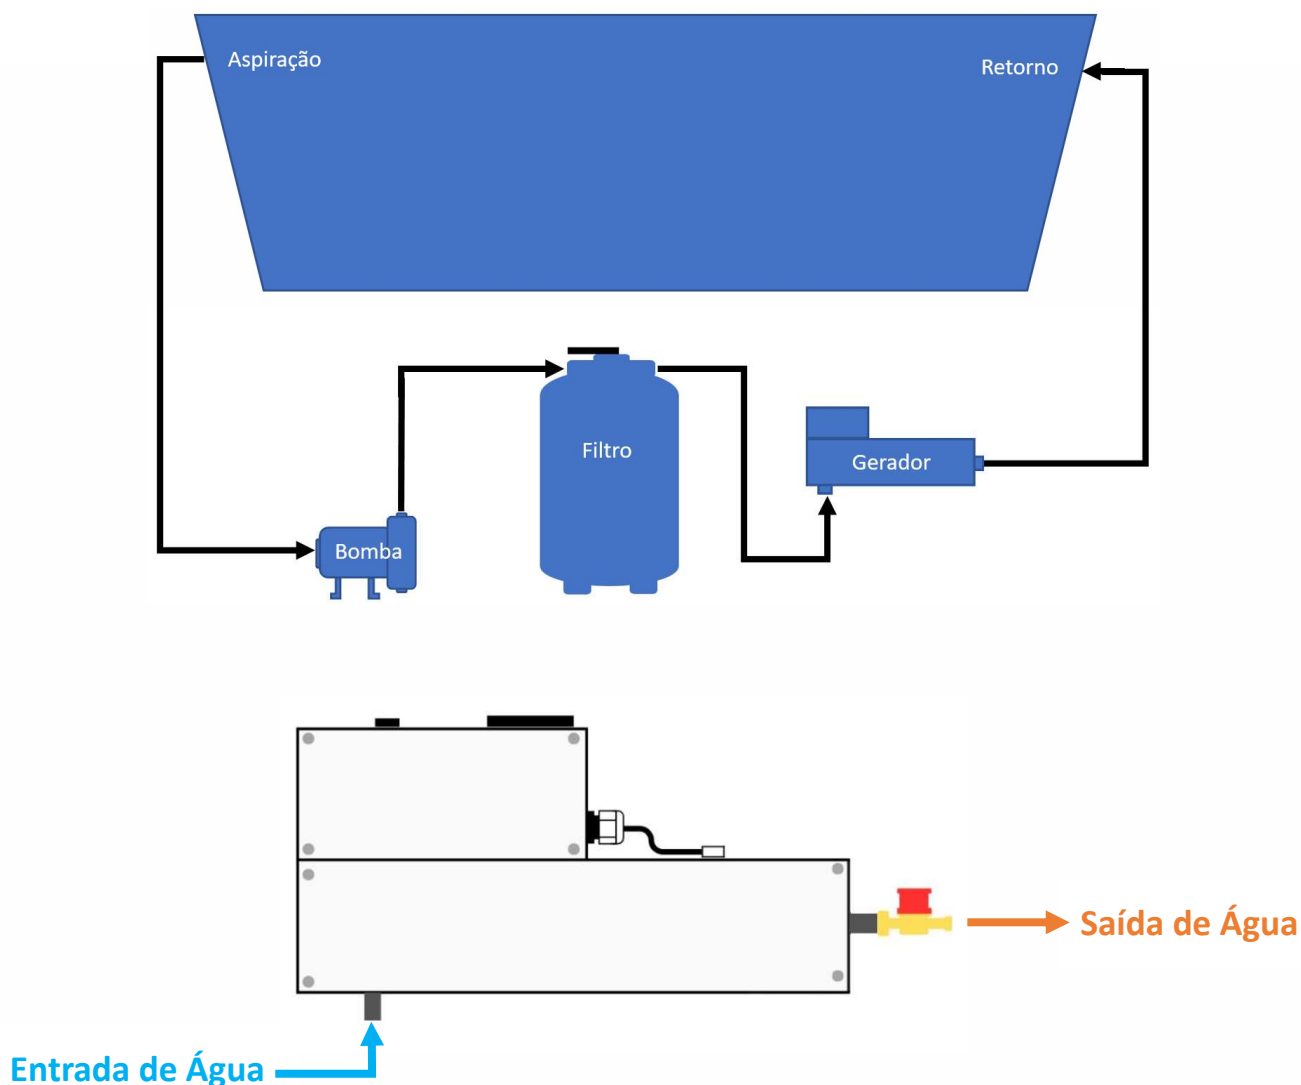 Aspiração
Retorno
Filtro
Gerador
Bomba
Saída de Água
Entrada de Água